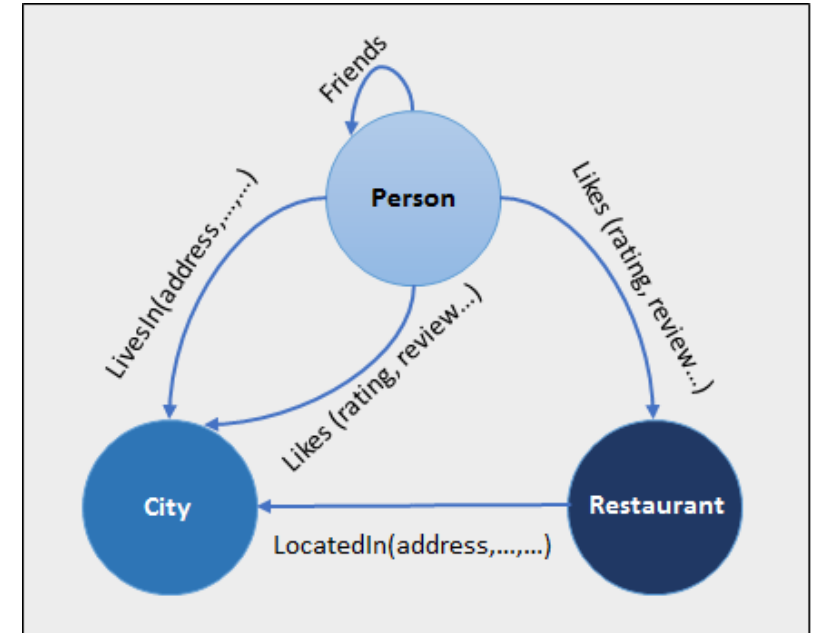 Friends
Person
LivesIn(address,...,...)
Likes (rating, review...)
Likes (rating, review...)
City
Restaurant
LocatedIn(address,...,...)